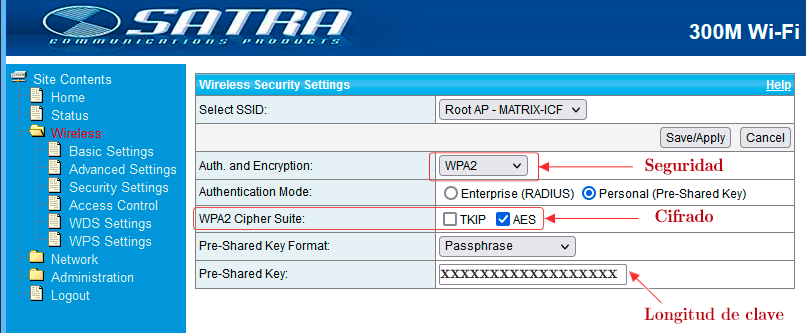 SATRA
COMMUNICATIONS PRODUCTS
300M Wi-Fi
Site Contents
Home
Status
Wireless
Basic Settings
Advanced Settings
Security Settings
Access Control
WDS Settings
WPS Settings
Network
Administration
Logout
Wireless Security Settings Help
Select SSID: Root AP - MATRIX-ICF
Save/Apply Cancel
Auth. and Encryption: WPA2 Seguridad
Authentication Mode: Enterprise (RADIUS) Personal (Pre-Shared Key)
WPA2 Cipher Suite: TKIP AES Cifrado
Pre-Shared Key Format: Passphrase
Pre-Shared Key: XXXXXXXXXXXXXXXXXX
Longitud de clave